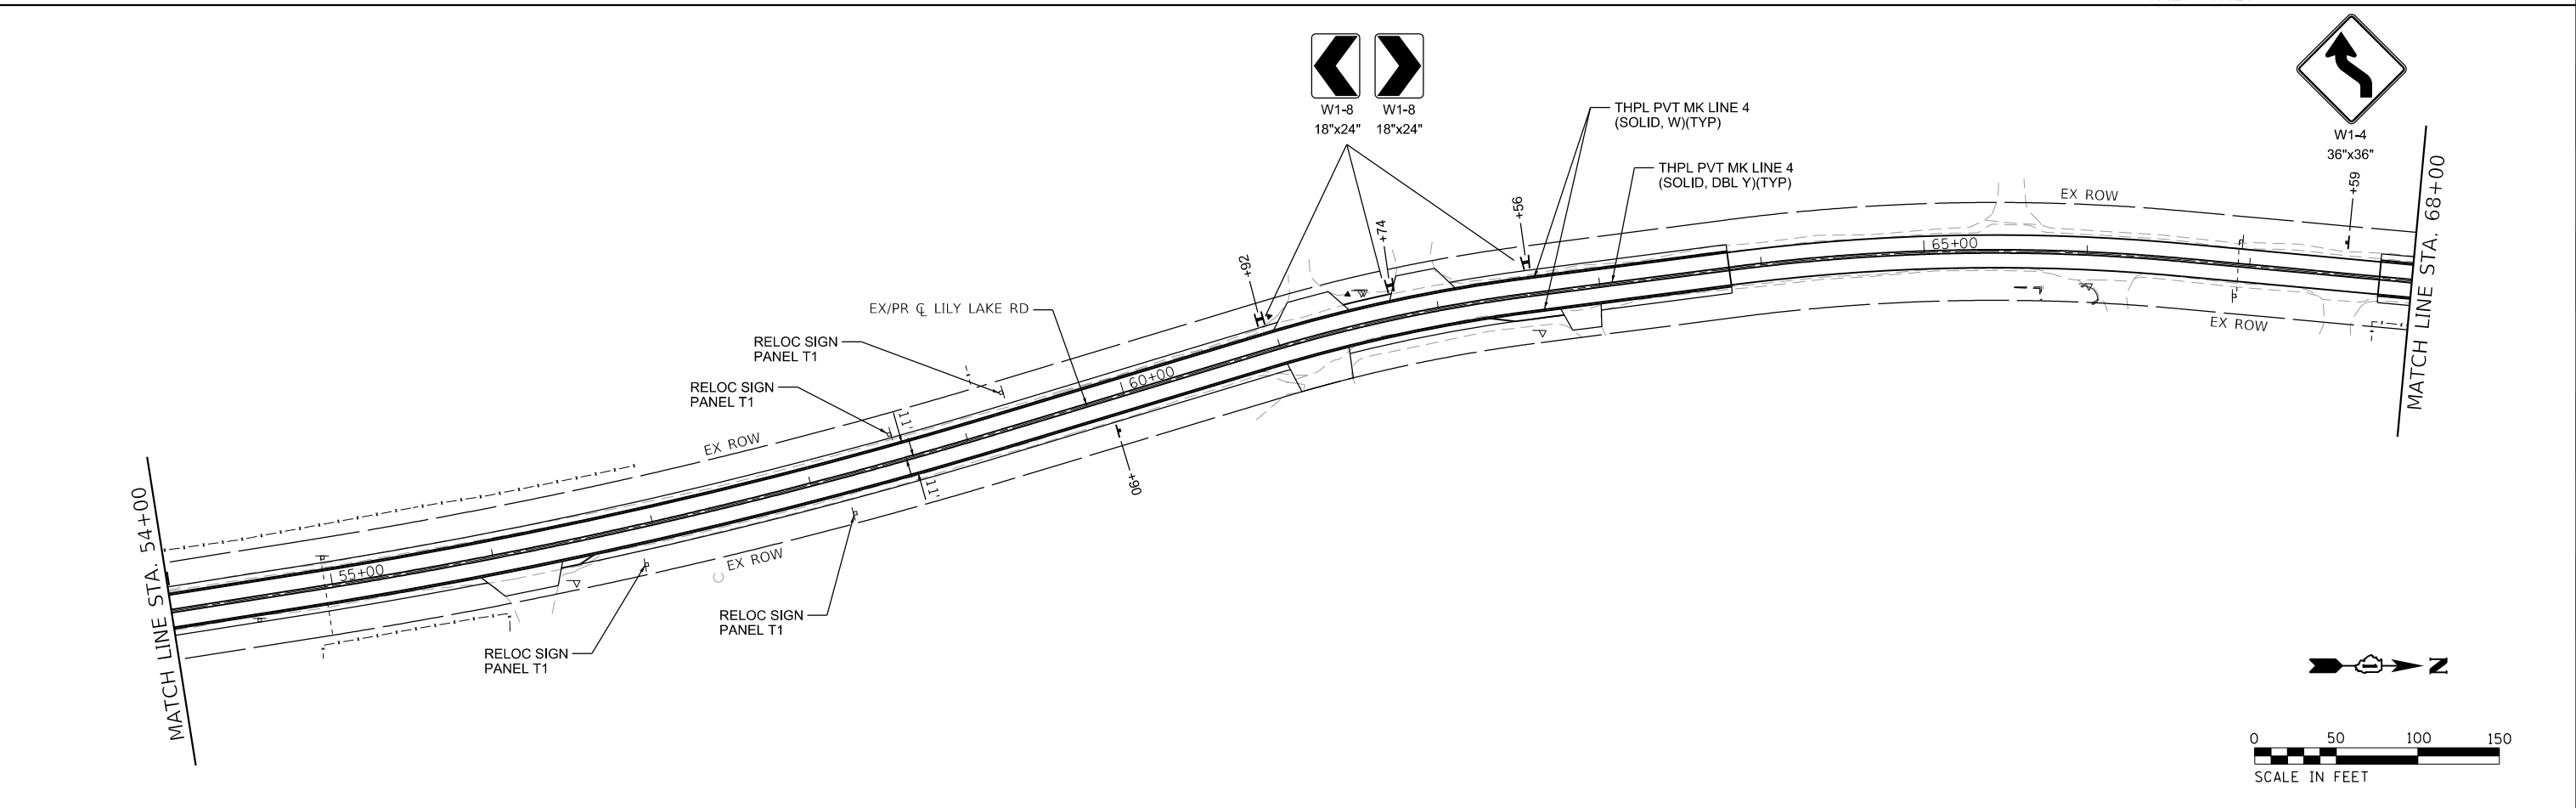 W1-8
18"x24"
W1-8
18"x24"
W1-4
36"x36"
THPL PVT MK LINE 4
(SOLID, W)(TYP)
THPL PVT MK LINE 4
(SOLID, DBL Y)(TYP)
+59
EX ROW
MATCH LINE STA. 68+00
+56
+74
+92
65+00
EX/PR CL LILY LAKE RD
EX ROW
RELOC SIGN
PANEL T1
RELOC SIGN
PANEL T1
60+00
11'
EX ROW
11'
+90
MATCH LINE STA. 54+00
55+00
EX ROW
RELOC SIGN
PANEL T1
RELOC SIGN
PANEL T1
N
0 50 100 150
SCALE IN FEET